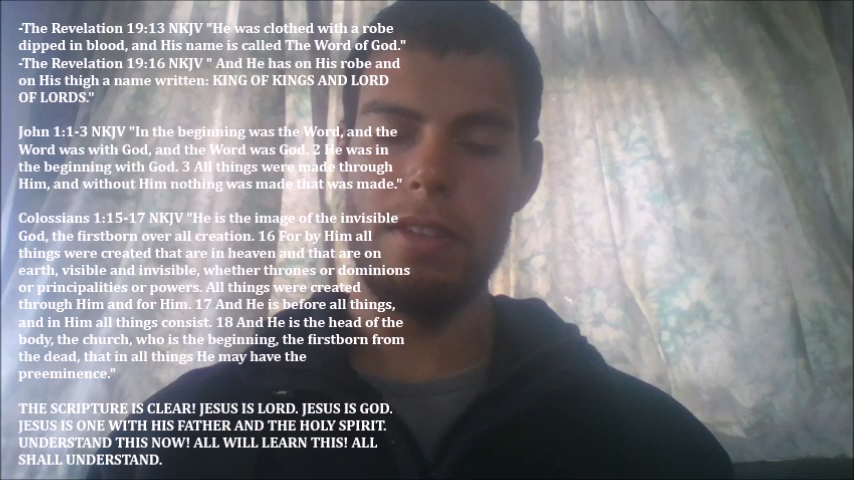 -The Revelation 19:13 NKJV "He was clothed with a robe
dipped in blood, and His name is called The Word of God."
-The Revelation 19:16 NKJV " And He has on His robe and
on His thigh a name written: KING OF KINGS AND LORD
OF LORDS."
John 1:1-3 NKJV "In the beginning was the Word, and the
Word was with God, and the Word was God. 2 He was in
the beginning with God. 3 All things were made through
Him, and without Him nothing was made that was made."
Colossians 1:15-17 NKJV "He is the image of the invisible
God, the firstborn over all creation. 16 For by Him all
things were created that are in heaven and that are on
earth, visible and invisible, whether thrones or dominions
or principalities or powers. All things were created
through Him and for Him. 17 And He is before all things,
and in Him all things consist. 18 And He is the head of the
body, the church, who is the beginning, the firstborn from
the dead, that in all things He may have the
preeminence."
THE SCRIPTURE IS CLEAR! JESUS IS LORD. JESUS IS GOD.
JESUS IS ONE WITH HIS FATHER AND THE HOLY SPIRIT.
UNDERSTAND THIS NOW! ALL WILL LEARN THIS! ALL
SHALL UNDERSTAND.